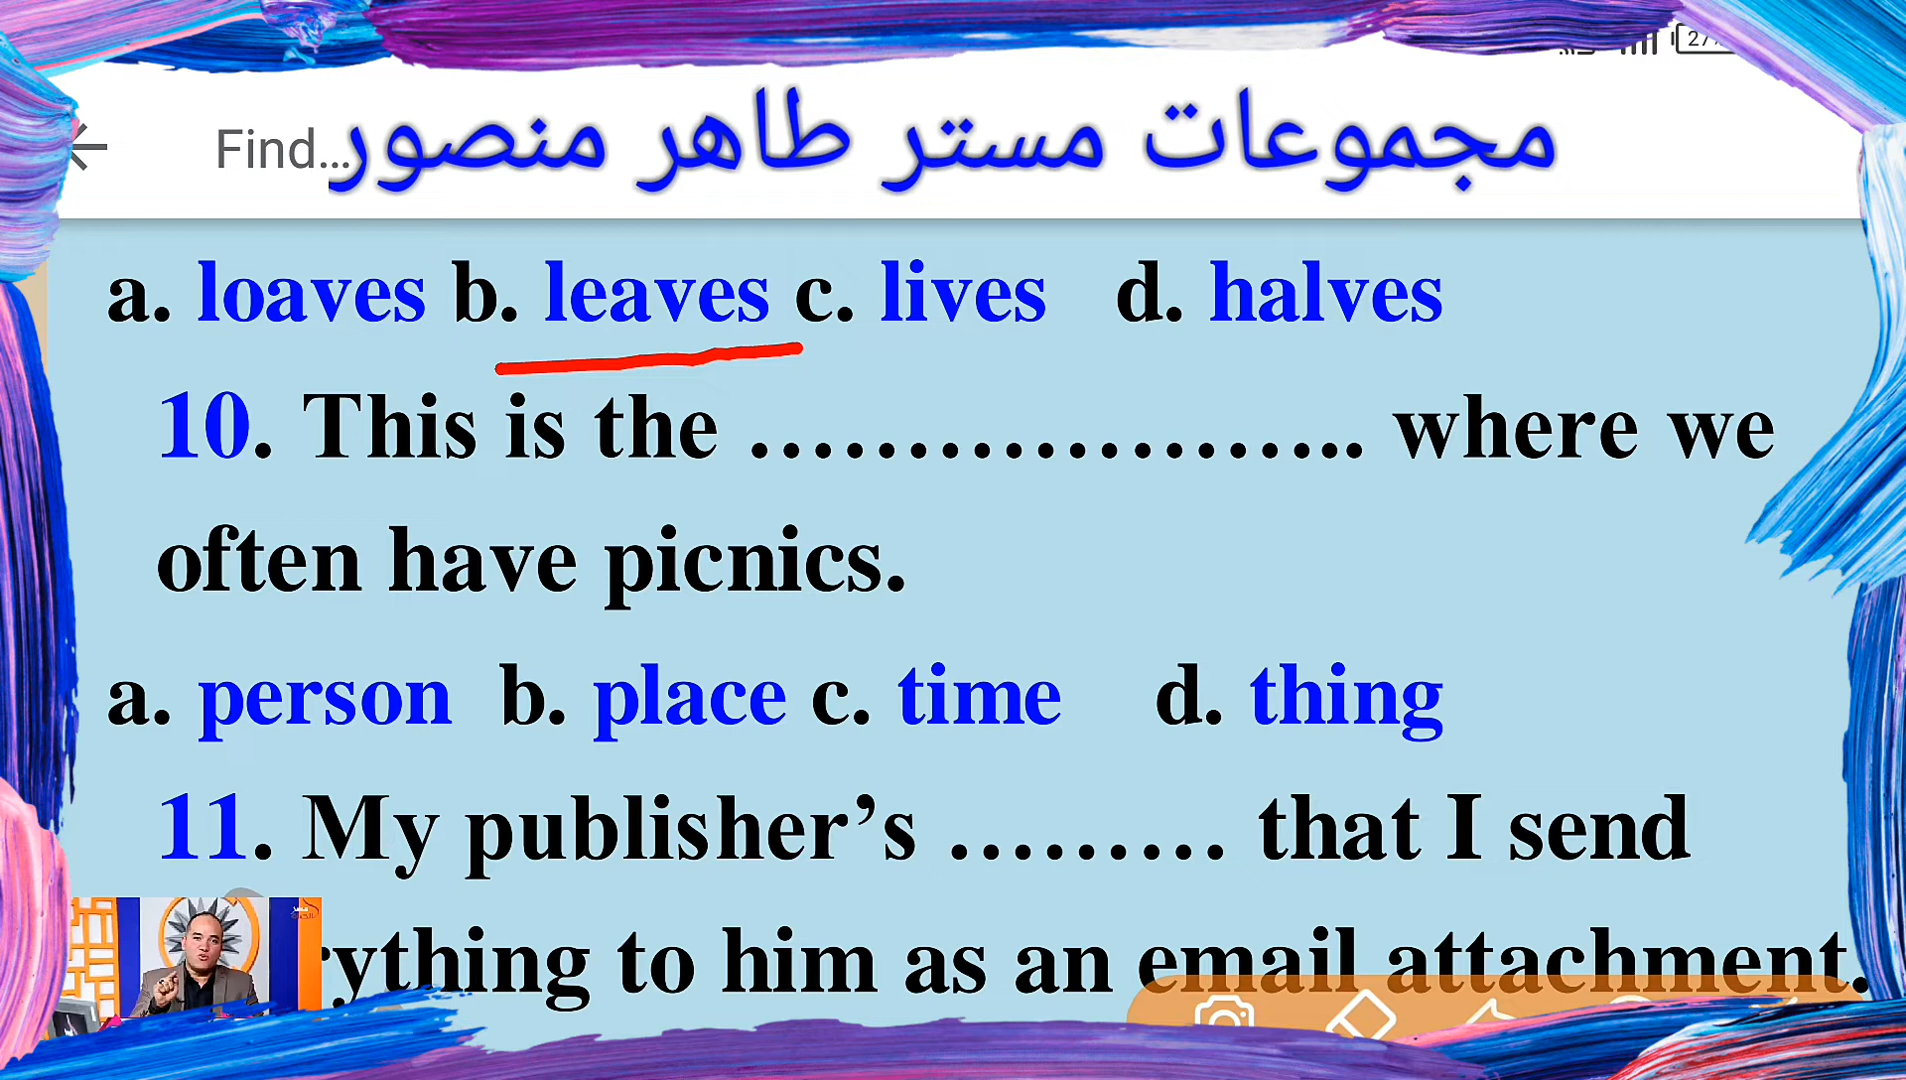 مجموعات مستر طاهر منصور
Find...
a. loaves b. leaves c. lives d. halves
10. This is the ………………….. where we
often have picnics.
a. person b. place c. time d. thing
11. My publisher’s ……… that I send
rything to him as an email attachment.